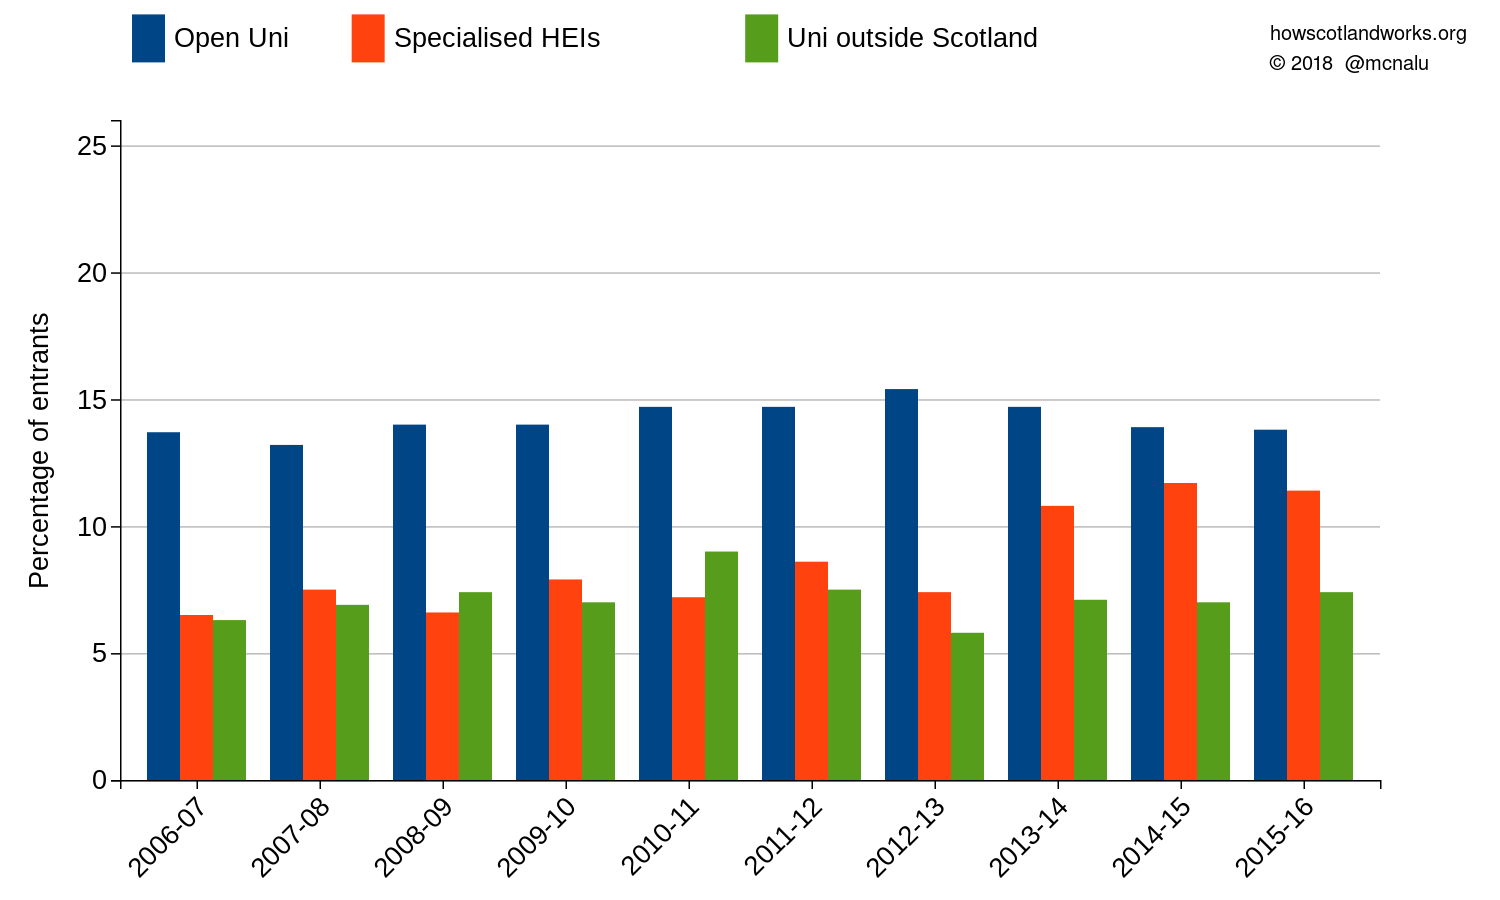 Open Uni
Specialised HEIs
Uni outside Scotland
howscotlandworks.org
© 2018 @mcnalu
Percentage of entrants
25
20
15
10
5
0
2006-07
2007-08
2008-09
2009-10
2010-11
2011-12
2012-13
2013-14
2014-15
2015-16